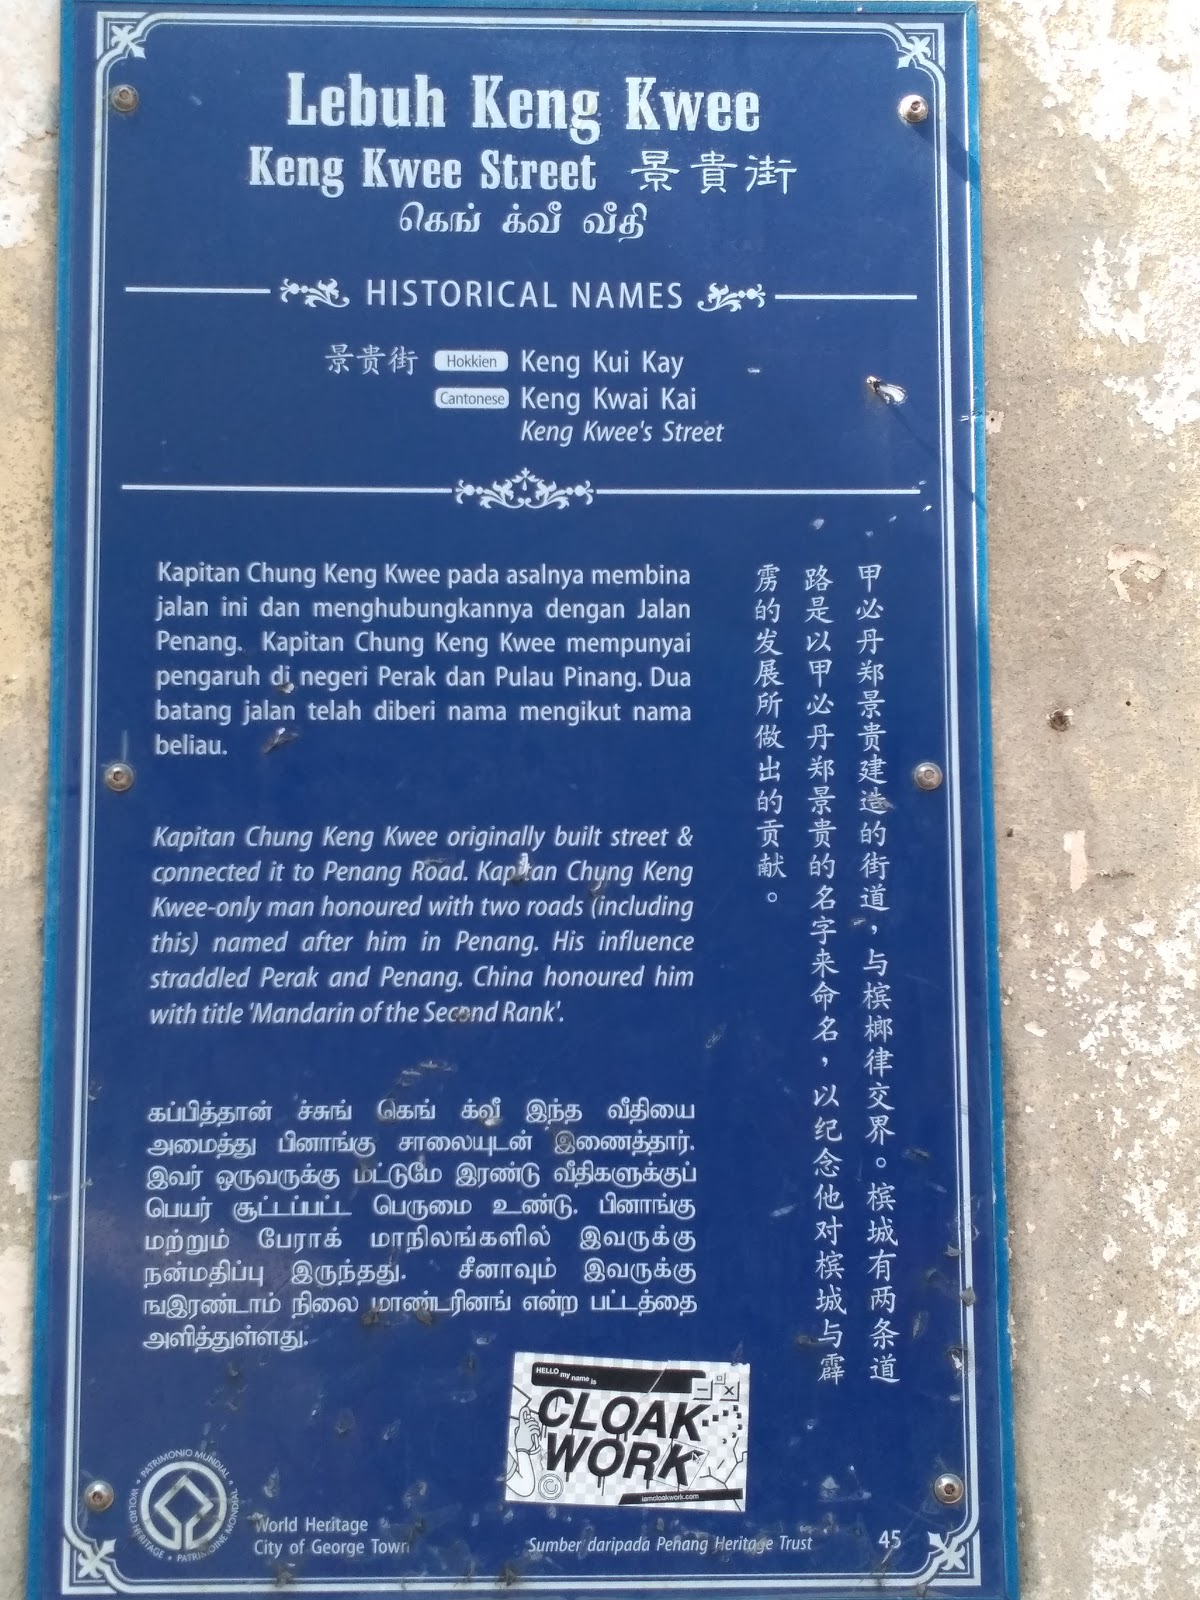 Lebuh Keng Kwee
Keng Kwee Street 景貴街
கெங் க்வீ வீதி
HISTORICAL NAMES
景贵街 Hokkien Keng Kui Kay
Cantonese Keng Kwai Kai
Keng Kwee's Street
Kapitan Chung Keng Kwee pada asalnya membina
jalan ini dan menghubungkannya dengan Jalan
Penang. Kapitan Chung Keng Kwee mempunyai
pengaruh di negeri Perak dan Pulau Pinang. Dua
batang jalan telah diberi nama mengikut nama
beliau.
Kapitan Chung Keng Kwee originally built street &
connected it to Penang Road. Kapitan Chung Keng
Kwee-only man honoured with two roads (including
this) named after him in Penang. His influence
straddled Perak and Penang. China honoured him
with title 'Mandarin of the Second Rank'.
கப்பித்தான் ச்சுங் கெங் க்வீ இந்த வீதியை
அமைத்து பினாங்கு சாலையுடன் இணைத்தார்.
இவர் ஒருவருக்கு மட்டுமே இரண்டு வீதிகளுக்குப்
பெயர் சூட்டப்பட்ட பெருமை உண்டு. பினாங்கு
மற்றும் பேராக் மாநிலங்களில் இவருக்கு
நன்மதிப்பு இருந்தது. சீனாவும் இவருக்கு
ஙஇரண்டாம் நிலை மாண்டரினங் என்ற பட்டத்தை
அளித்துள்ளது.
甲必丹郑景贵建造的街道，与槟榔律交界。槟城有两条道
路是以甲必丹郑景贵的名字来命名，以纪念他对槟城与霹
雳的发展所做出的贡献。
HELLO my name is
CLOAK
WORK
iamcloakwork.com
PATRIMONIO MUNDIAL • WOLRD HERITAGE • PATRIMOINE MONDIAL
World Heritage
City of George Town
Sumber daripada Penang Heritage Trust
45